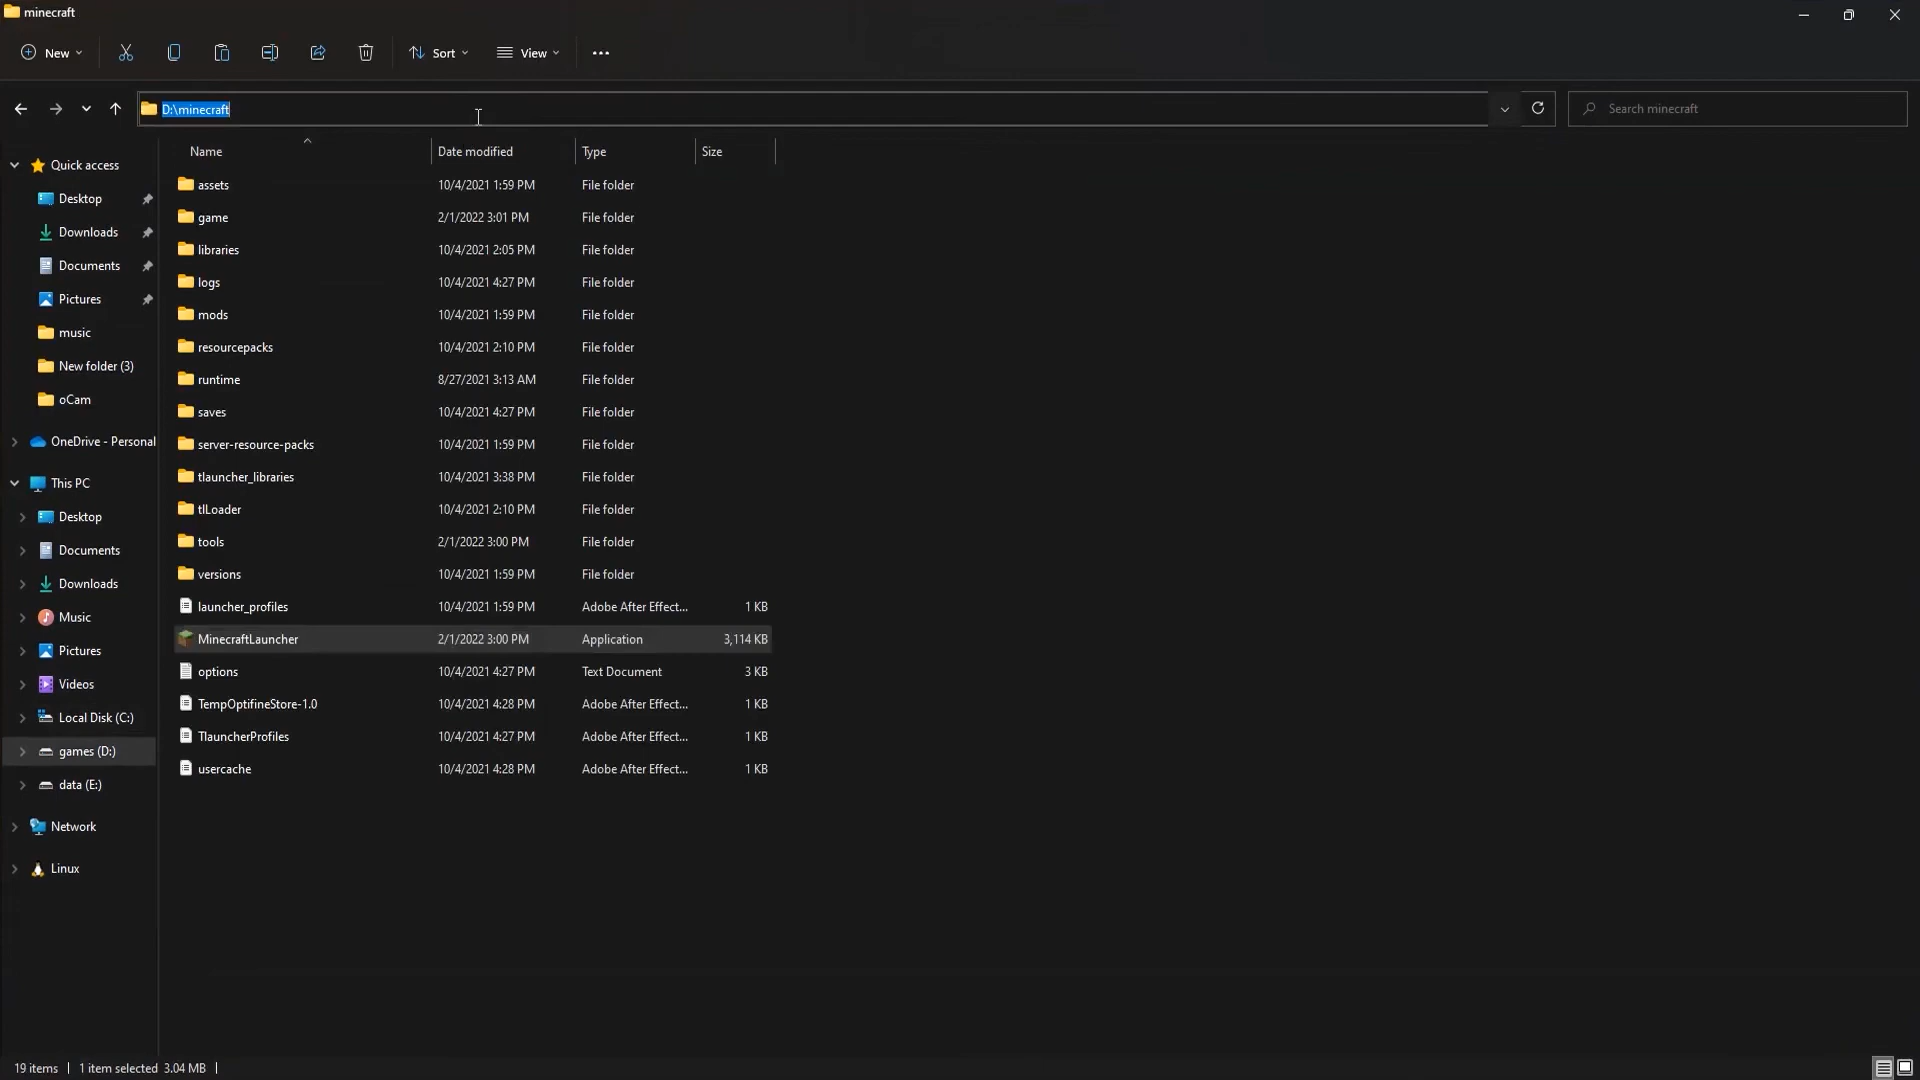 minecraft
New
Sort
View
D:\minecraft
Search minecraft
Name Date modified Type Size
Quick access
Desktop
Downloads
Documents
Pictures
music
New folder (3)
oCam
OneDrive - Personal
This PC
Desktop
Documents
Downloads
Music
Pictures
Videos
Local Disk (C:)
games (D:)
data (E:)
Network
Linux
assets 10/4/2021 1:59 PM File folder
game 2/1/2022 3:01 PM File folder
libraries 10/4/2021 2:05 PM File folder
logs 10/4/2021 4:27 PM File folder
mods 10/4/2021 1:59 PM File folder
resourcepacks 10/4/2021 2:10 PM File folder
runtime 8/27/2021 3:13 AM File folder
saves 10/4/2021 4:27 PM File folder
server-resource-packs 10/4/2021 1:59 PM File folder
tlauncher_libraries 10/4/2021 3:38 PM File folder
tlLoader 10/4/2021 2:10 PM File folder
tools 2/1/2022 3:00 PM File folder
versions 10/4/2021 1:59 PM File folder
launcher_profiles 10/4/2021 1:59 PM Adobe After Effect... 1 KB
MinecraftLauncher 2/1/2022 3:00 PM Application 3,114 KB
options 10/4/2021 4:27 PM Text Document 3 KB
TempOptifineStore-1.0 10/4/2021 4:28 PM Adobe After Effect... 1 KB
TlauncherProfiles 10/4/2021 4:27 PM Adobe After Effect... 1 KB
usercache 10/4/2021 4:28 PM Adobe After Effect... 1 KB
19 items 1 item selected 3.04 MB